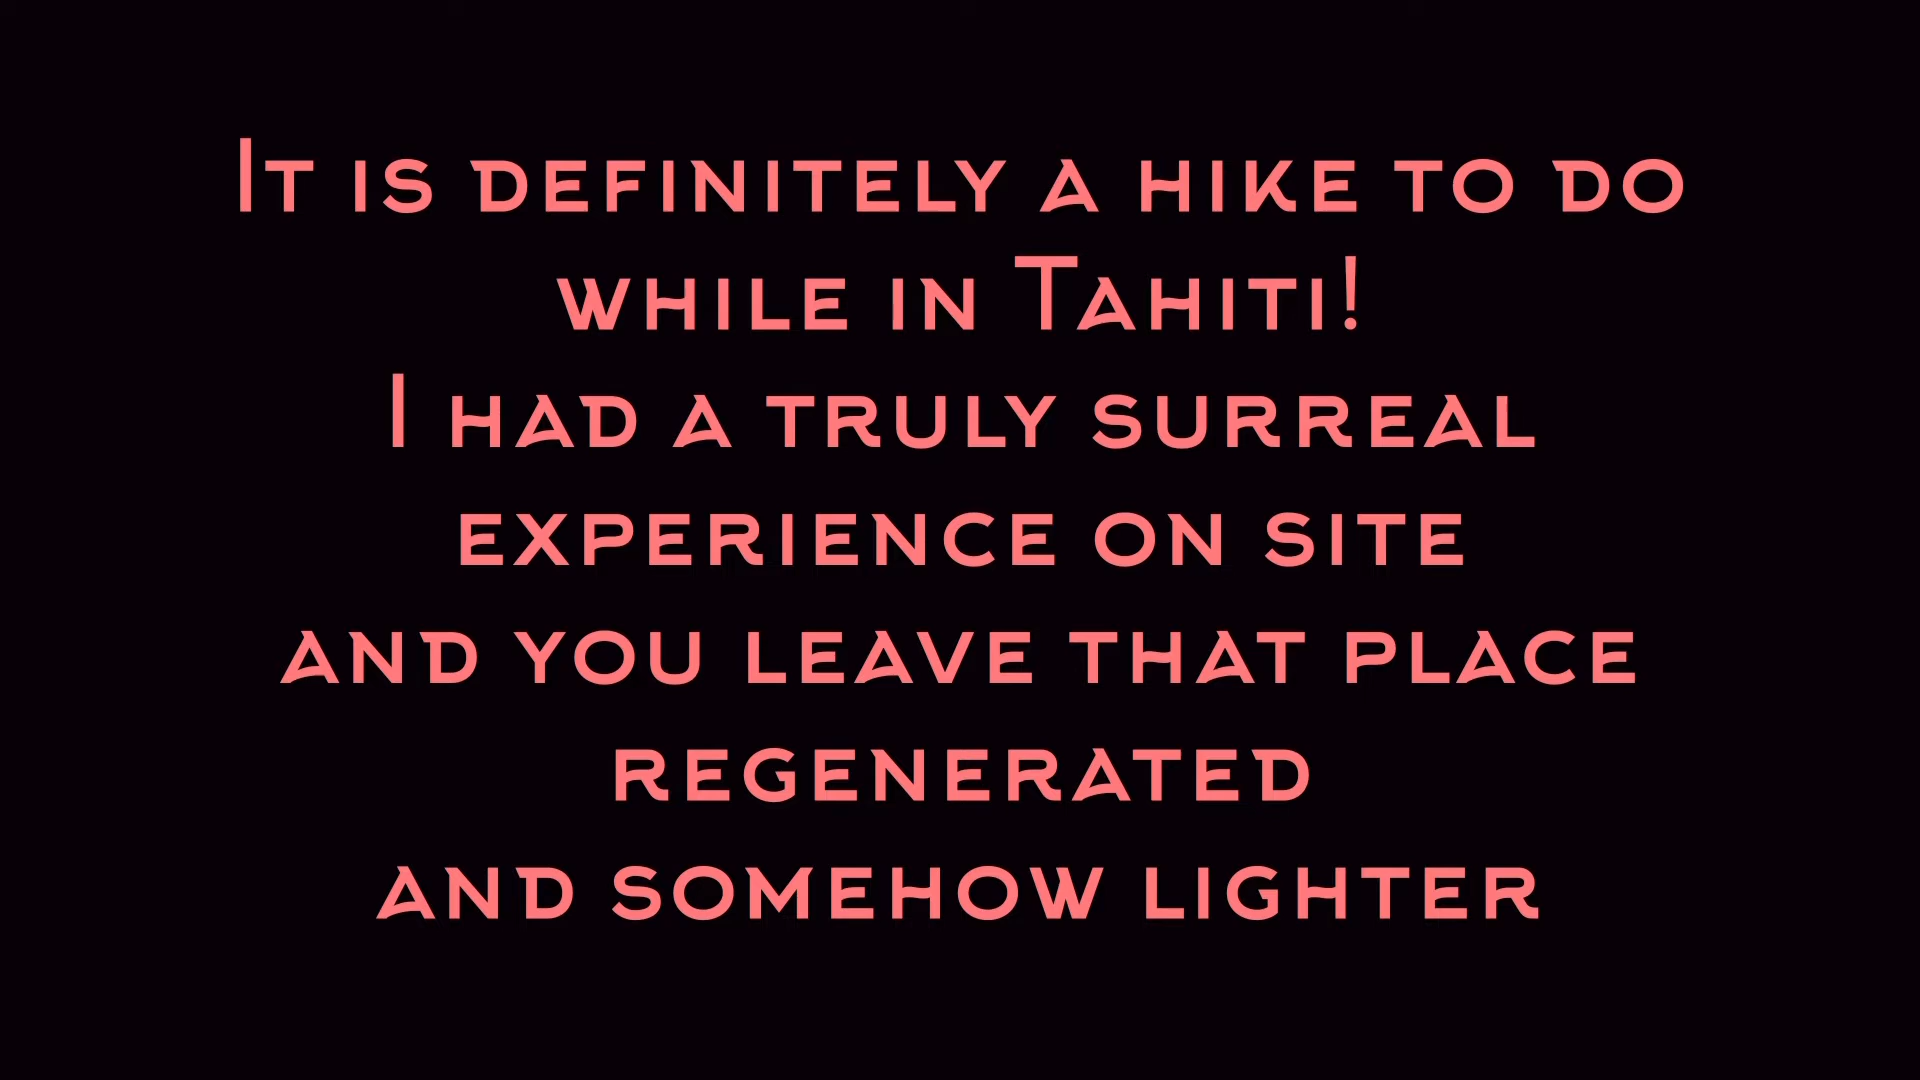 It is definitely a hike to do
while in Tahiti!
I had a truly surreal
experience on site
and you leave that place
regenerated
and somehow lighter